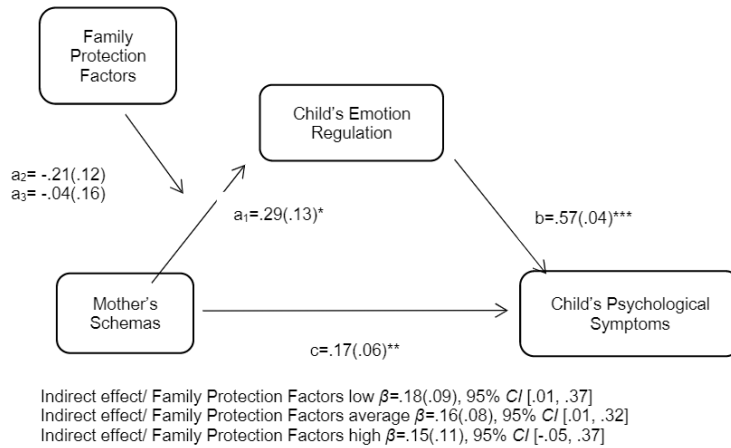 Family
Protection
Factors
Child's Emotion
Regulation
a₂= -.21(.12)
a₃= -.04(.16)
a₁=.29(.13)*
b=.57(.04)***
Mother's
Schemas
Child's Psychological
Symptoms
c=.17(.06)**
Indirect effect/ Family Protection Factors low β=.18(.09), 95% CI [.01, .37]
Indirect effect/ Family Protection Factors average β=.16(.08), 95% CI [.01, .32]
Indirect effect/ Family Protection Factors high β=.15(.11), 95% CI [-.05, .37]